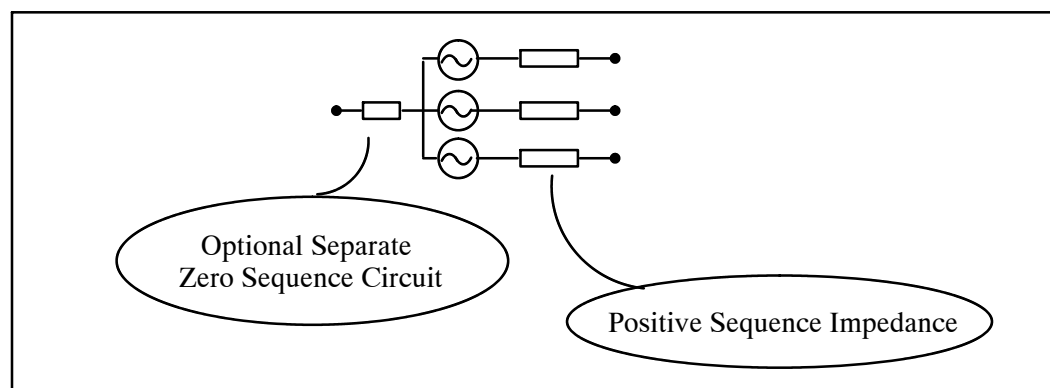 Optional Separate
Zero Sequence Circuit
Positive Sequence Impedance